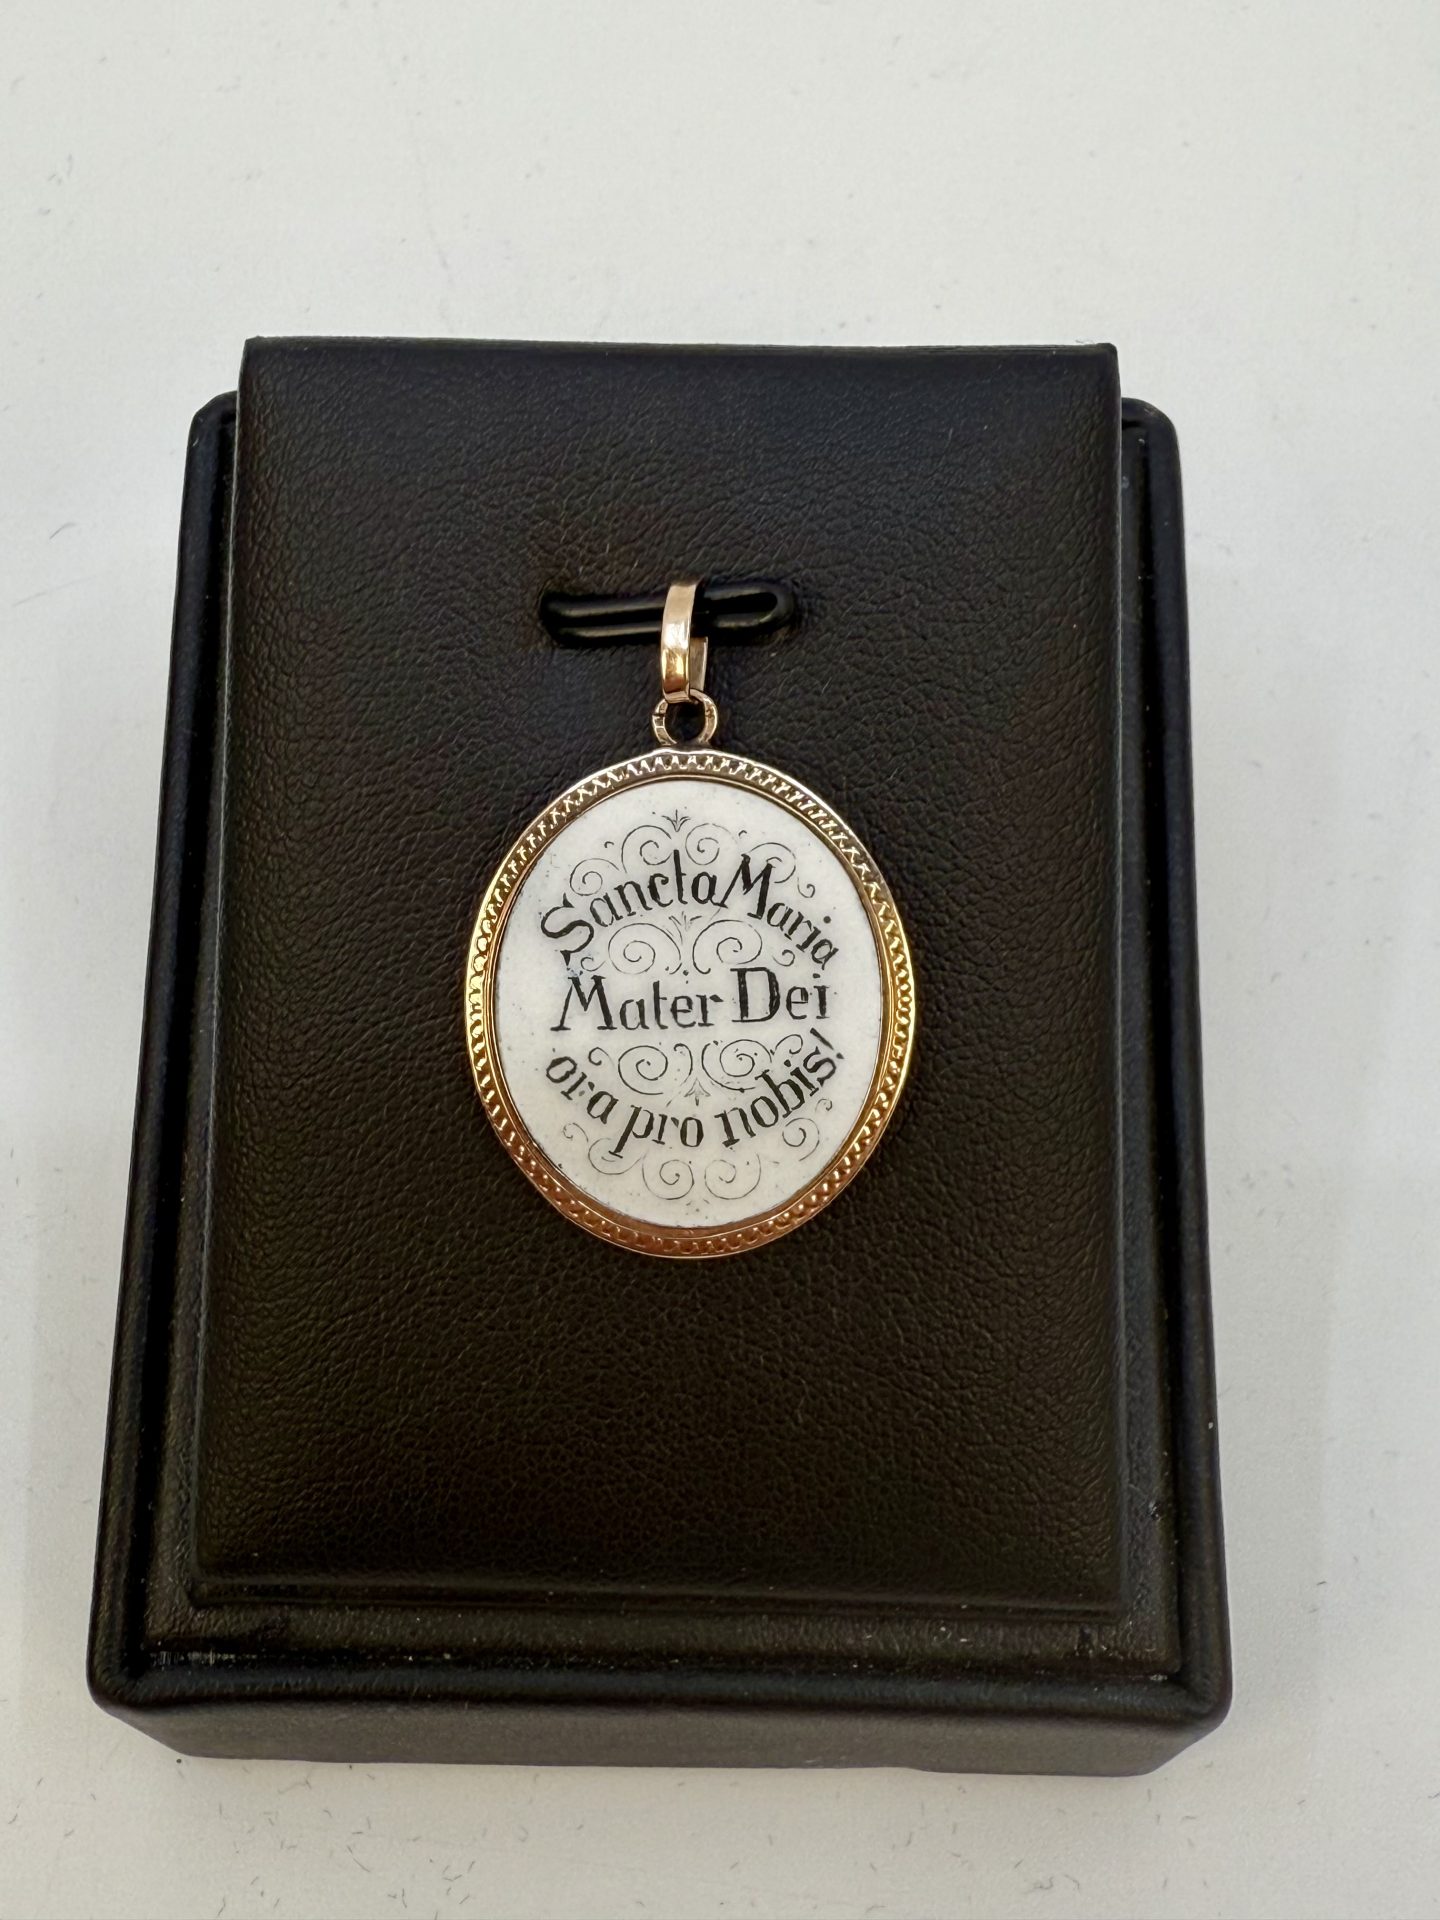 Sancta Maria
Mater Dei
ora pro nobis!